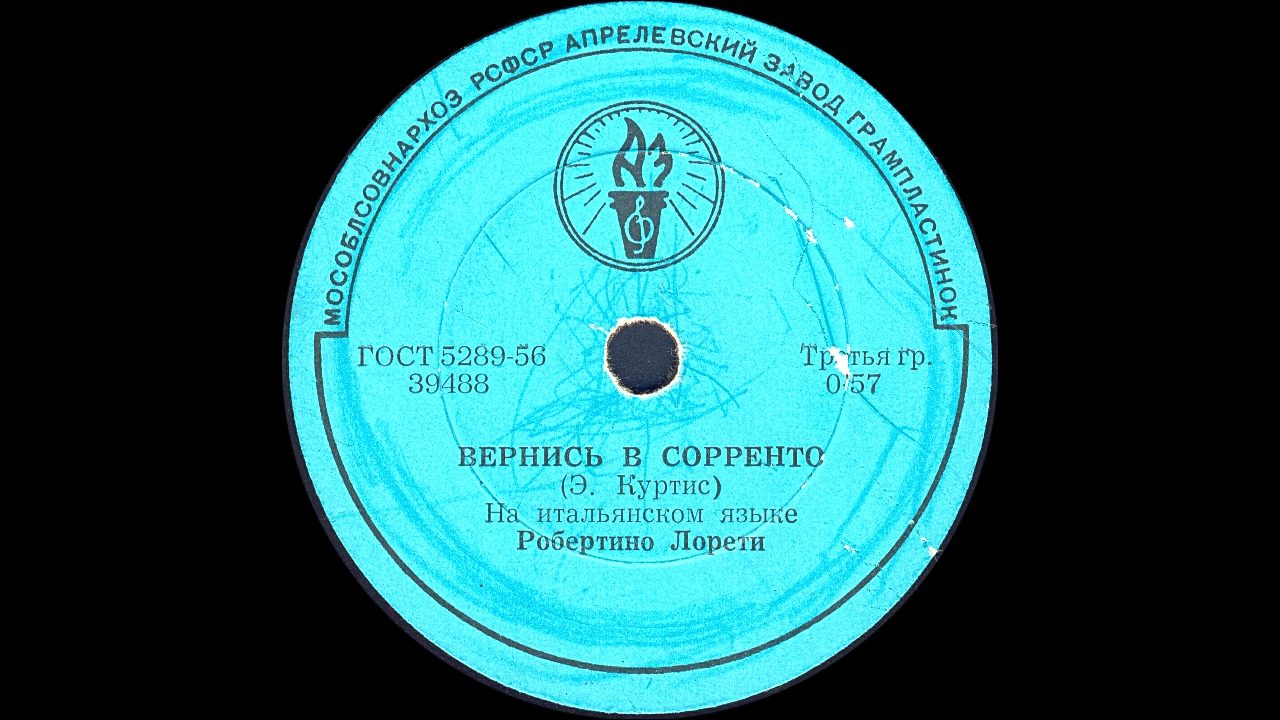 МОСОБЛСОВНАРХОЗ РСФСР АПРЕЛЕВСКИЙ ЗАВОД ГРАМПЛАСТИНОК
АЗ
ГОСТ 5289-56
39488
Третья гр.
0-57
ВЕРНИСЬ В СОРРЕНТО
(Э. Куртис)
На итальянском языке
Робертино Лорети